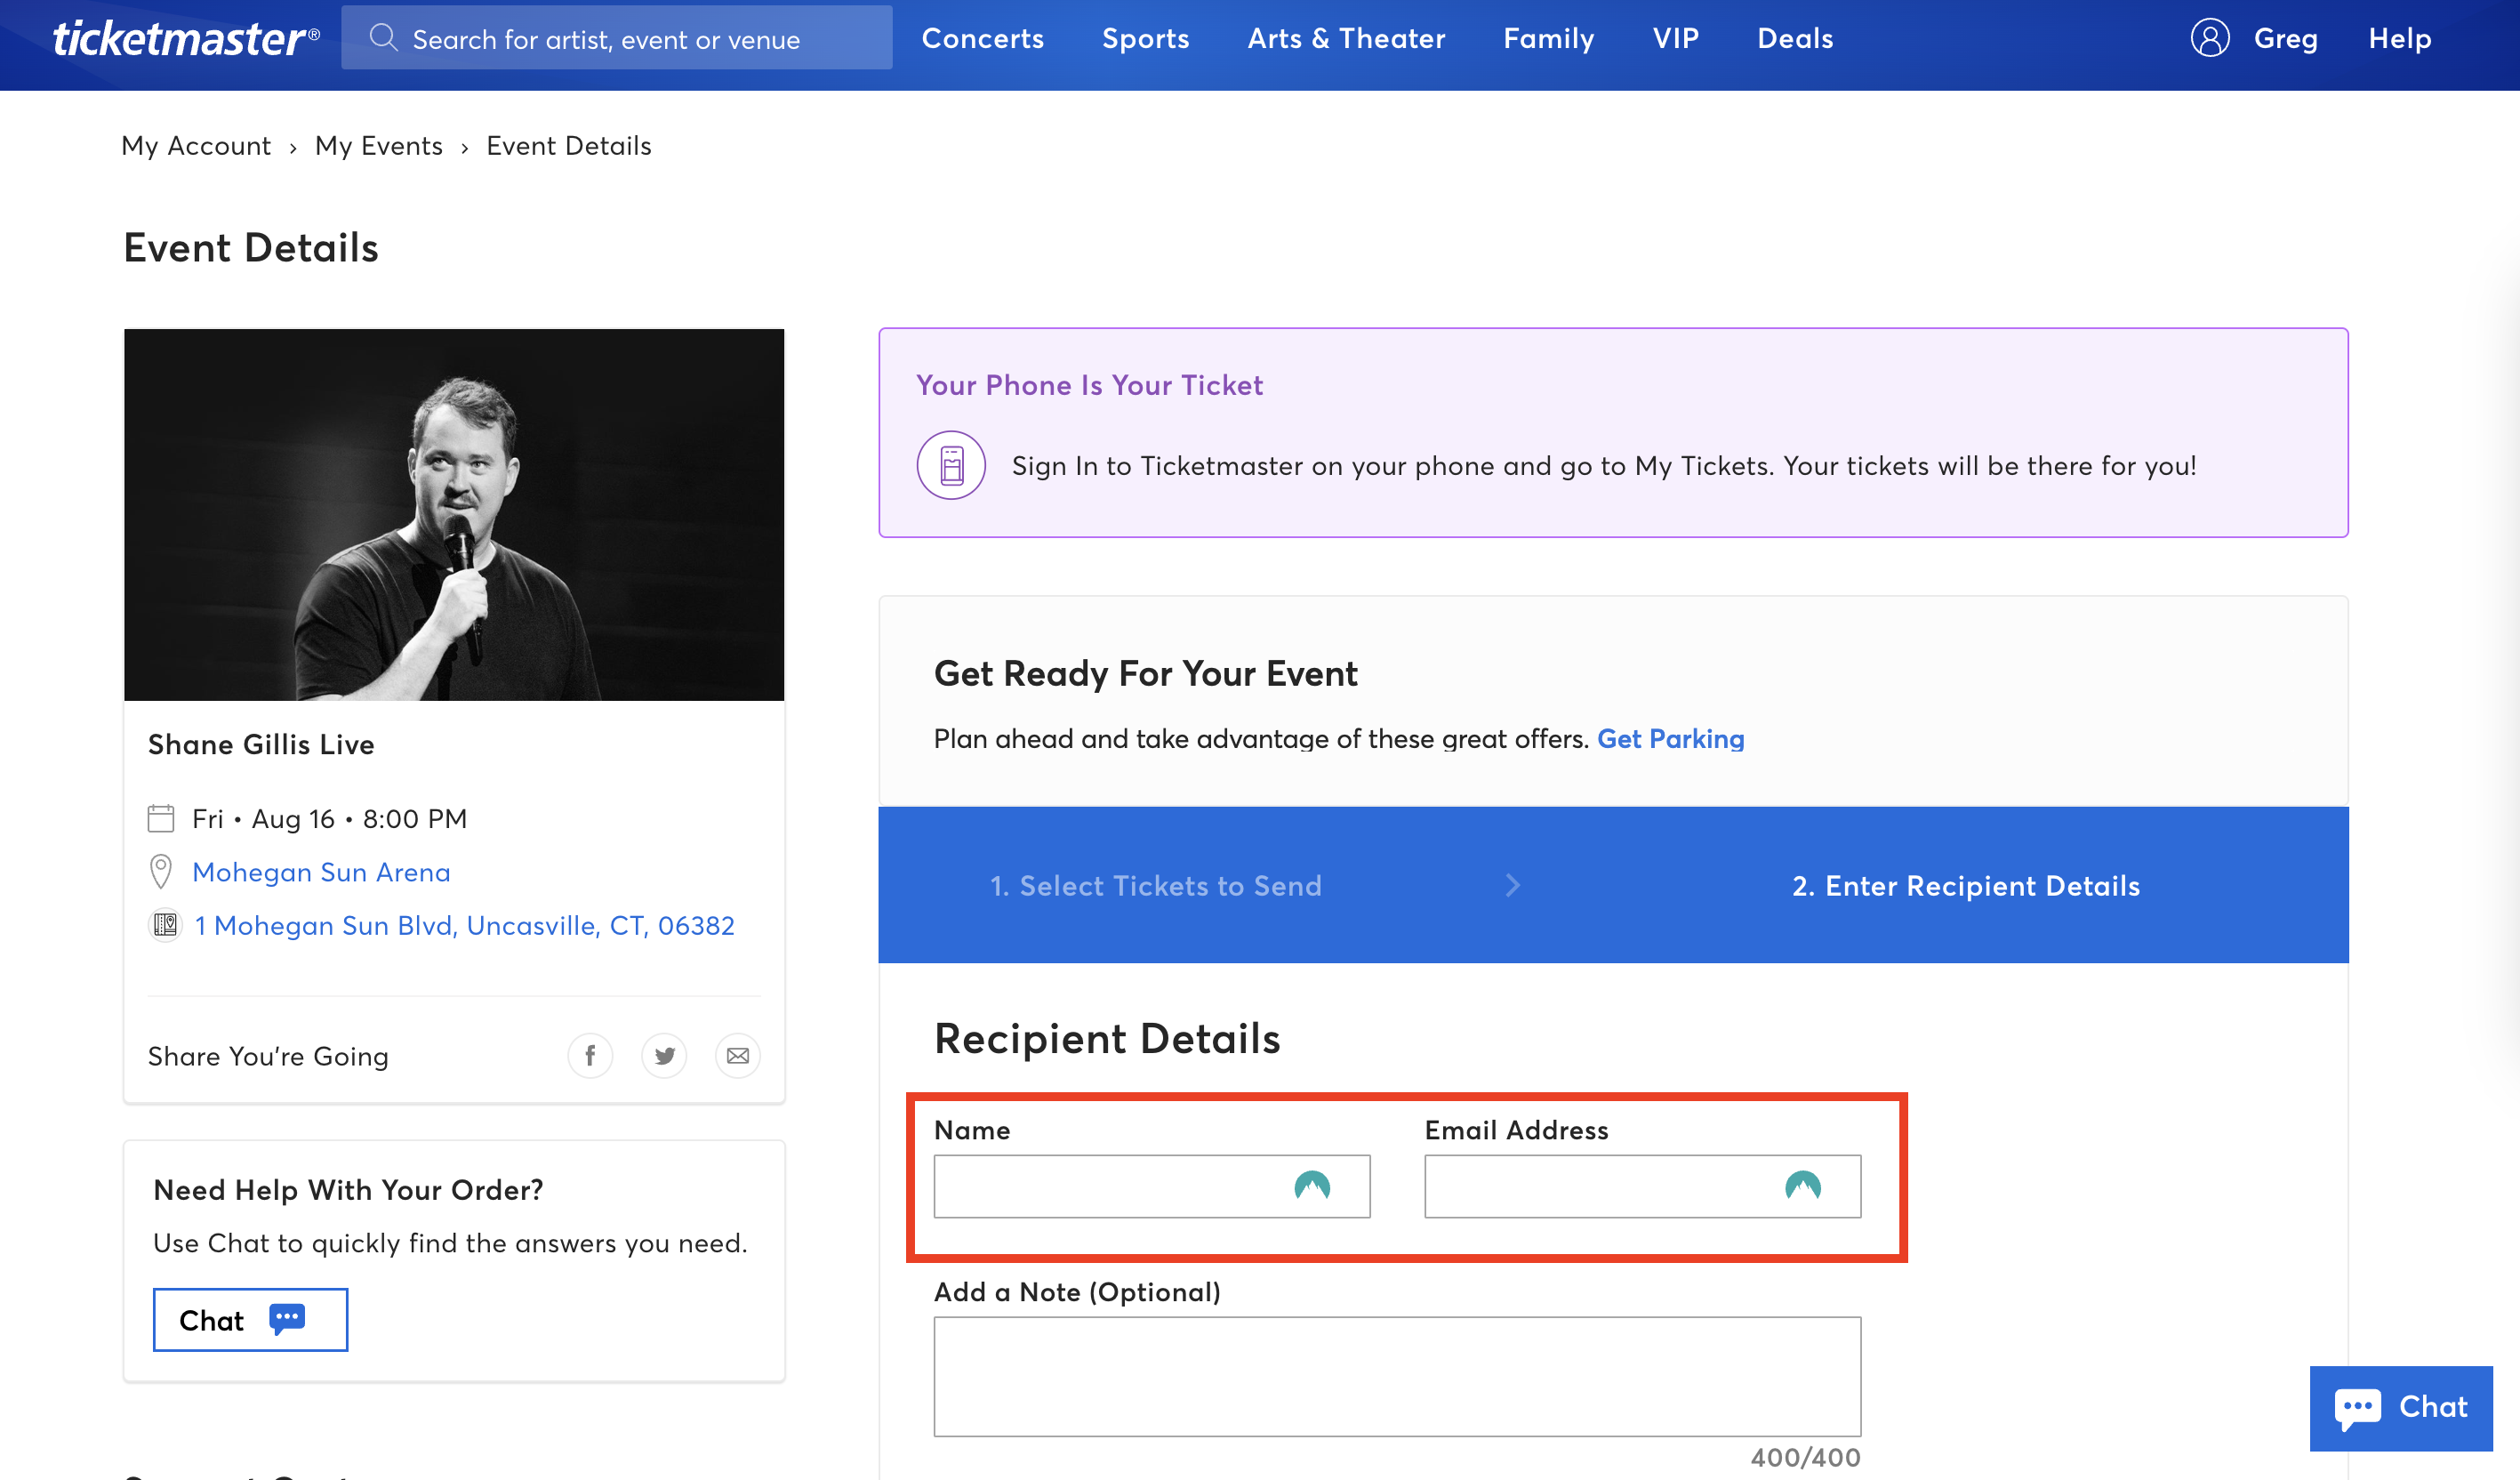 ticketmaster®
Search for artist, event or venue
Concerts
Sports
Arts & Theater
Family
VIP
Deals
Greg
Help
My Account › My Events › Event Details
Event Details
Shane Gillis Live
Fri • Aug 16 • 8:00 PM
Mohegan Sun Arena
1 Mohegan Sun Blvd, Uncasville, CT, 06382
Share You're Going
Need Help With Your Order?
Use Chat to quickly find the answers you need.
Chat
Your Phone Is Your Ticket
Sign In to Ticketmaster on your phone and go to My Tickets. Your tickets will be there for you!
Get Ready For Your Event
Plan ahead and take advantage of these great offers. Get Parking
1. Select Tickets to Send
2. Enter Recipient Details
Recipient Details
Name
Email Address
Add a Note (Optional)
400/400
Chat